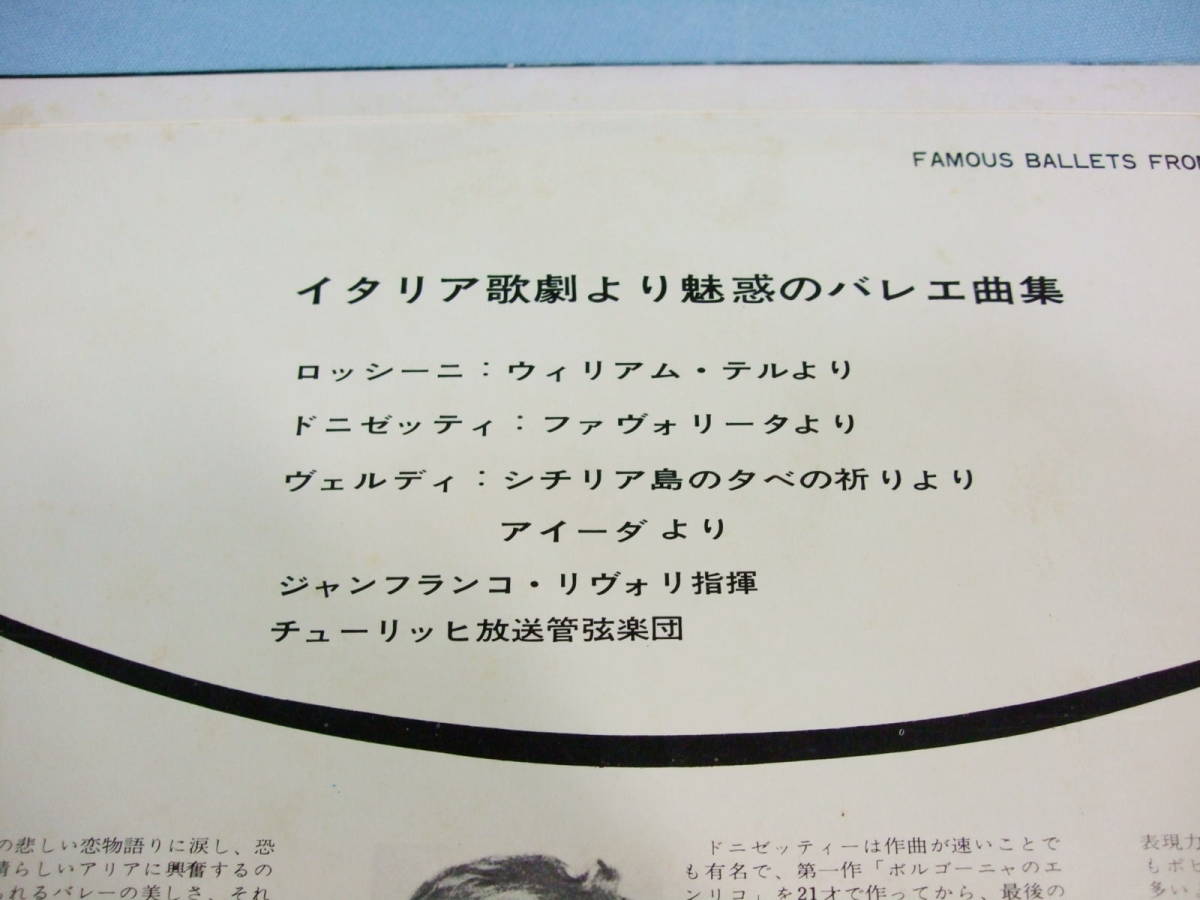 FAMOUS BALLETS FROM
イタリア歌劇より魅惑のバレエ曲集
ロッシーニ：ウィリアム・テルより
ドニゼッティ：ファヴォリータより
ヴェルディ：シチリア島の夕べの祈りより
アイーダより
ジャンフランコ・リヴォリ指揮
チューリッヒ放送管弦楽団
の悲しい恋物語りに涙し、恐
晴らしいアリアに興奮するの
られるバレーの美しさ、それ
ドニゼッティーは作曲が速いことで
も有名で、第一作「ボルゴーニャのエ
ンリコ」を21才で作ってから、最後の
表現力
もポピ
多い